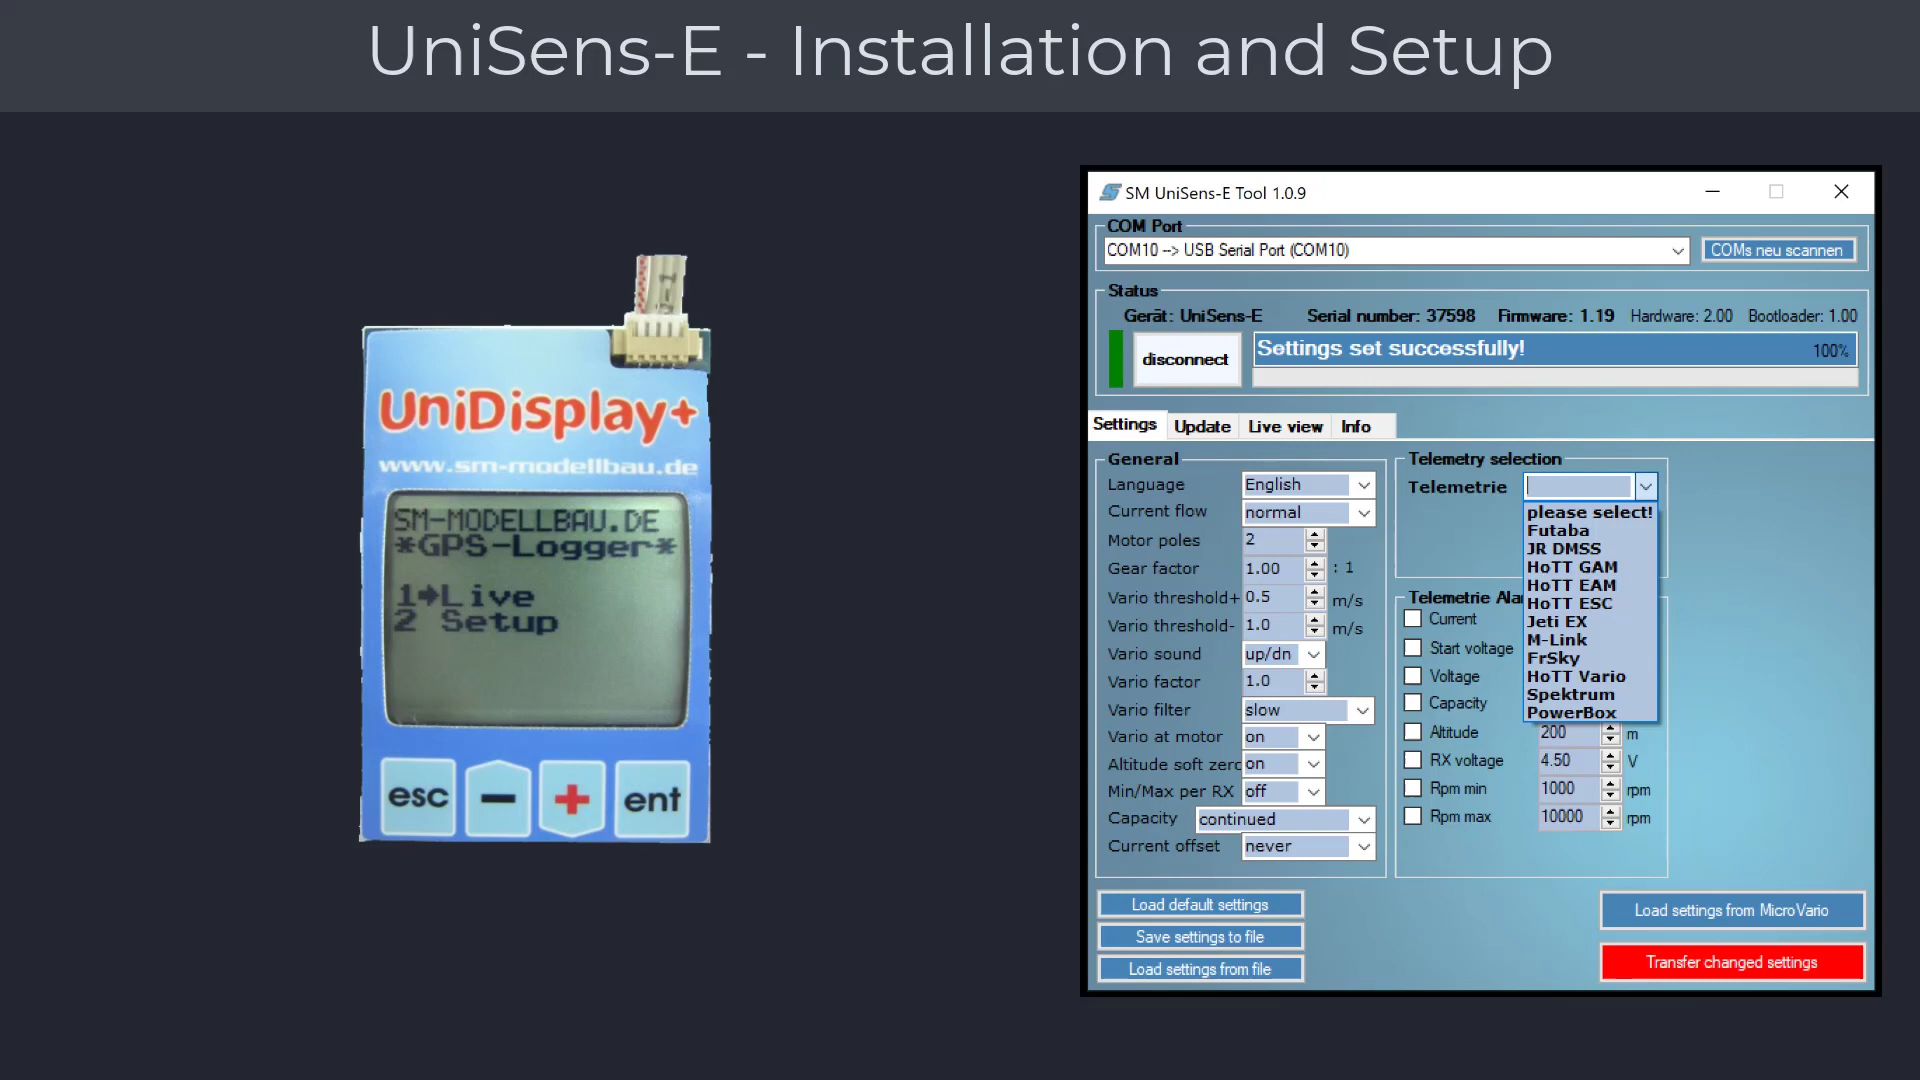 UniSens-E - Installation and Setup
UniDisplay+
www.sm-modellbau.de
SM-MODELLBAU.DE
*GPS-Logger*
1➔Live
2 Setup
esc − + ent
SM UniSens-E Tool 1.0.9
COM Port
COM10 --> USB Serial Port (COM10)
COMs neu scannen
Status
Gerät: UniSens-E Serial number: 37598 Firmware: 1.19 Hardware: 2.00 Bootloader: 1.00
disconnect
Settings set successfully! 100%
Settings Update Live view Info
General
Language English
Current flow normal
Motor poles 2
Gear factor 1.00 : 1
Vario threshold+ 0.5 m/s
Vario threshold- 1.0 m/s
Vario sound up/dn
Vario factor 1.0
Vario filter slow
Vario at motor on
Altitude soft zero on
Min/Max per RX off
Capacity continued
Current offset never
Telemetry selection
Telemetrie
please select!
Futaba
JR DMSS
HoTT GAM
HoTT EAM
HoTT ESC
Jeti EX
M-Link
FrSky
HoTT Vario
Spektrum
PowerBox
Telemetrie Ala
Current
Start voltage
Voltage
Capacity
Altitude 200 m
RX voltage 4.50 V
Rpm min 1000 rpm
Rpm max 10000 rpm
Load default settings
Save settings to file
Load settings from file
Load settings from MicroVario
Transfer changed settings